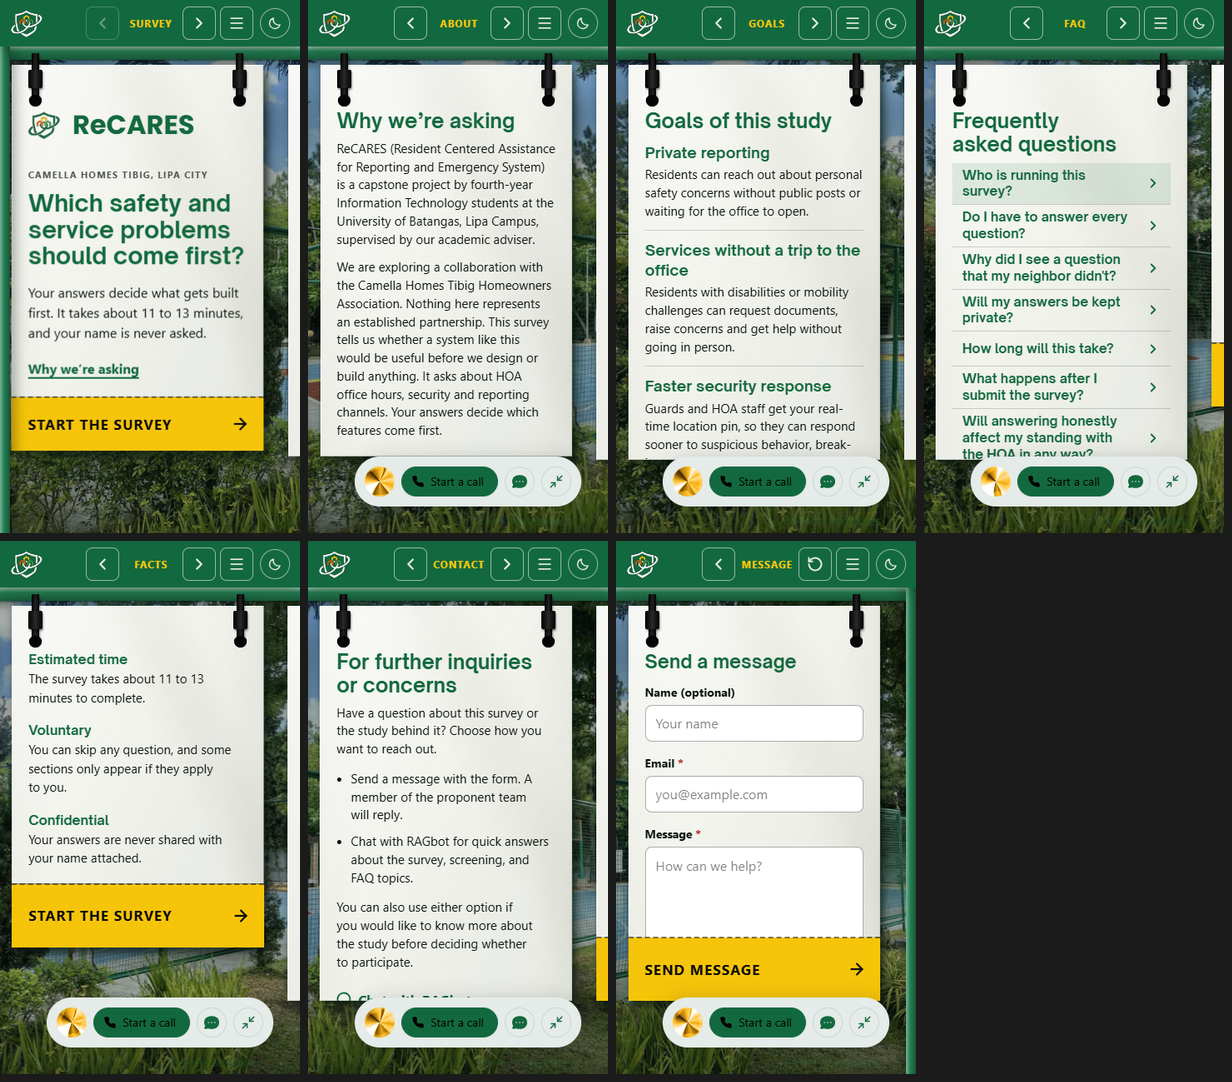 SURVEY
ReCARES
CAMELLA HOMES TIBIG, LIPA CITY
Which safety and
service problems
should come first?
Your answers decide what gets built
first. It takes about 11 to 13 minutes,
and your name is never asked.
Why we’re asking
START THE SURVEY
ABOUT
Why we’re asking
ReCARES (Resident Centered Assistance
for Reporting and Emergency System)
is a capstone project by fourth-year
Information Technology students at the
University of Batangas, Lipa Campus,
supervised by our academic adviser.
We are exploring a collaboration with
the Camella Homes Tibig Homeowners
Association. Nothing here represents
an established partnership. This survey
tells us whether a system like this
would be useful before we design or
build anything. It asks about HOA
office hours, security and reporting
channels. Your answers decide which
features come first.
Start a call
GOALS
Goals of this study
Private reporting
Residents can reach out about personal
safety concerns without public posts or
waiting for the office to open.
Services without a trip to the
office
Residents with disabilities or mobility
challenges can request documents,
raise concerns and get help without
going in person.
Faster security response
Guards and HOA staff get your real-
time location pin, so they can respond
sooner to suspicious behavior, break-
Start a call
FAQ
Frequently
asked questions
Who is running this
survey?
Do I have to answer every
question?
Why did I see a question
that my neighbor didn't?
Will my answers be kept
private?
How long will this take?
What happens after I
submit the survey?
Will answering honestly
affect my standing with
the HOA in any way?
Start a call
FACTS
Estimated time
The survey takes about 11 to 13
minutes to complete.
Voluntary
You can skip any question, and some
sections only appear if they apply
to you.
Confidential
Your answers are never shared with
your name attached.
START THE SURVEY
Start a call
CONTACT
For further inquiries
or concerns
Have a question about this survey or
the study behind it? Choose how you
want to reach out.
• Send a message with the form. A
member of the proponent team
will reply.
• Chat with RAGbot for quick answers
about the survey, screening, and
FAQ topics.
You can also use either option if
you would like to know more about
the study before deciding whether
to participate.
Chat with RAGbot
Start a call
MESSAGE
Send a message
Name (optional)
Your name
Email *
you@example.com
Message *
How can we help?
SEND MESSAGE
Start a call